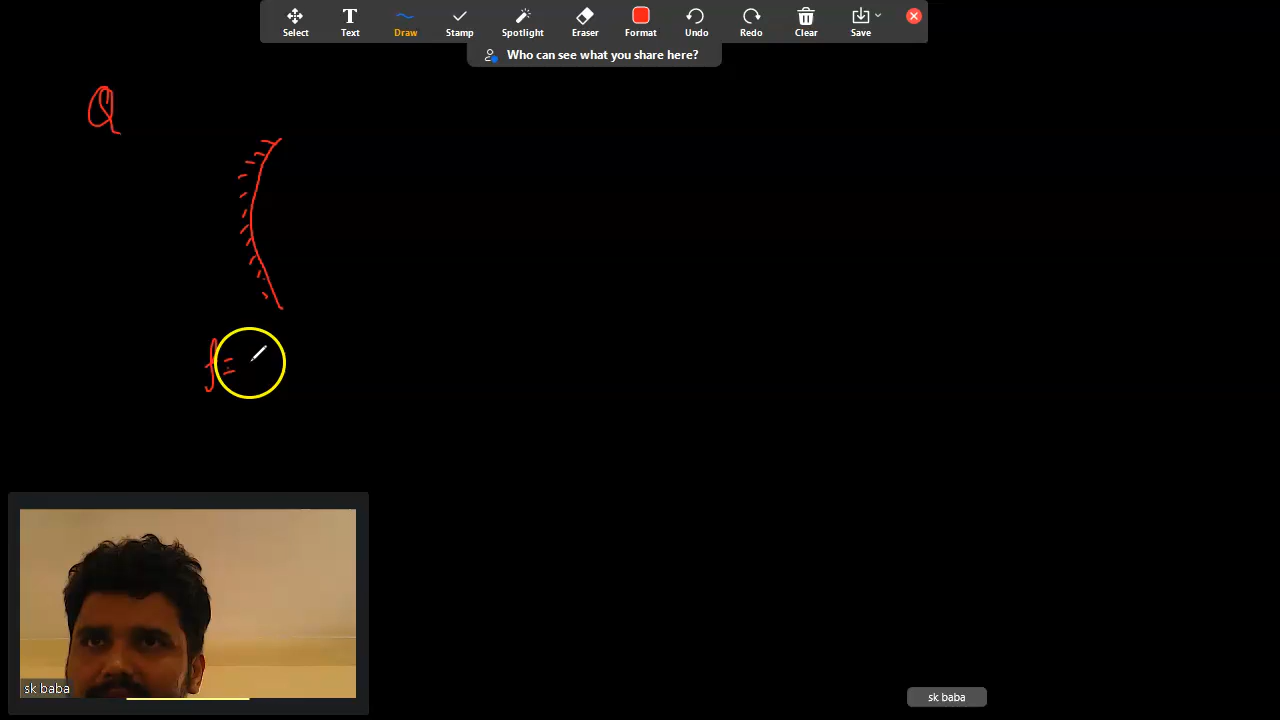 Select Text Draw Stamp Spotlight Eraser Format Undo Redo Clear Save
Who can see what you share here?
Q
f =
sk baba
sk baba